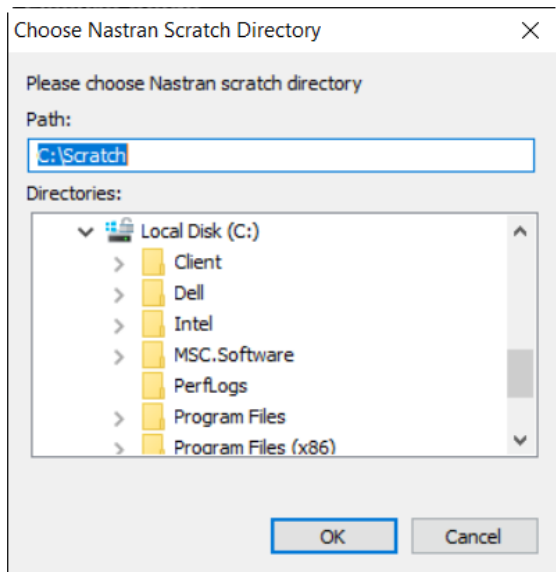 Choose Nastran Scratch Directory
Please choose Nastran scratch directory
Path:
C:\Scratch
Directories:
Local Disk (C:)
Client
Dell
Intel
MSC.Software
PerfLogs
Program Files
Program Files (x86)
OK Cancel